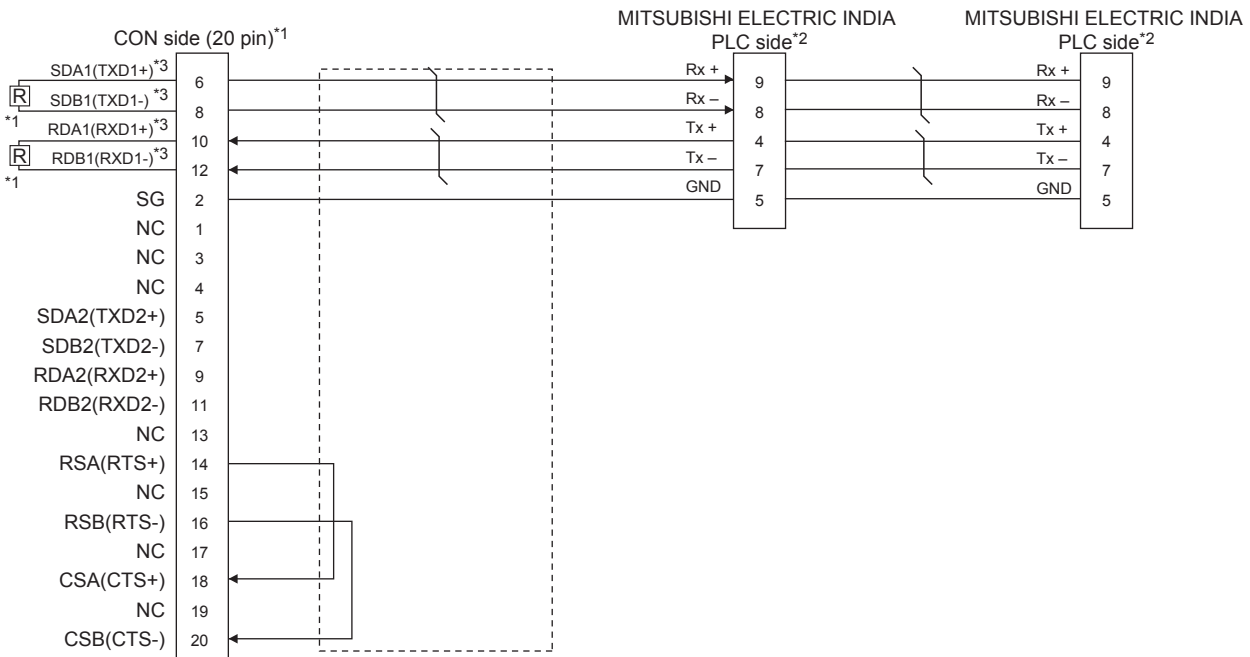 MITSUBISHI ELECTRIC INDIA
PLC side*2
MITSUBISHI ELECTRIC INDIA
PLC side*2
CON side (20 pin)*1
SDA1(TXD1+)*3 6 Rx + 9 Rx + 9
R
SDB1(TXD1-) *3 8 Rx – 8 Rx – 8
*1
RDA1(RXD1+)*3 10 Tx + 4 Tx + 4
R
RDB1(RXD1-)*3 12 Tx – 7 Tx – 7
*1
SG 2 GND 5 GND 5
NC 1
NC 3
NC 4
SDA2(TXD2+) 5
SDB2(TXD2-) 7
RDA2(RXD2+) 9
RDB2(RXD2-) 11
NC 13
RSA(RTS+) 14
NC 15
RSB(RTS-) 16
NC 17
CSA(CTS+) 18
NC 19
CSB(CTS-) 20